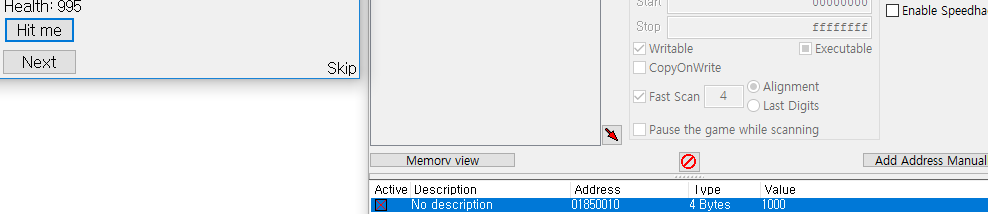 Health: 995
Hit me
Next
Skip
Start 00000000
Stop ffffffff
Writable Executable
CopyOnWrite
Fast Scan 4 Alignment
Last Digits
Pause the game while scanning
Enable Speedha
Memory view Add Address Manual
Active Description Address Type Value
No description 01850010 4 Bytes 1000